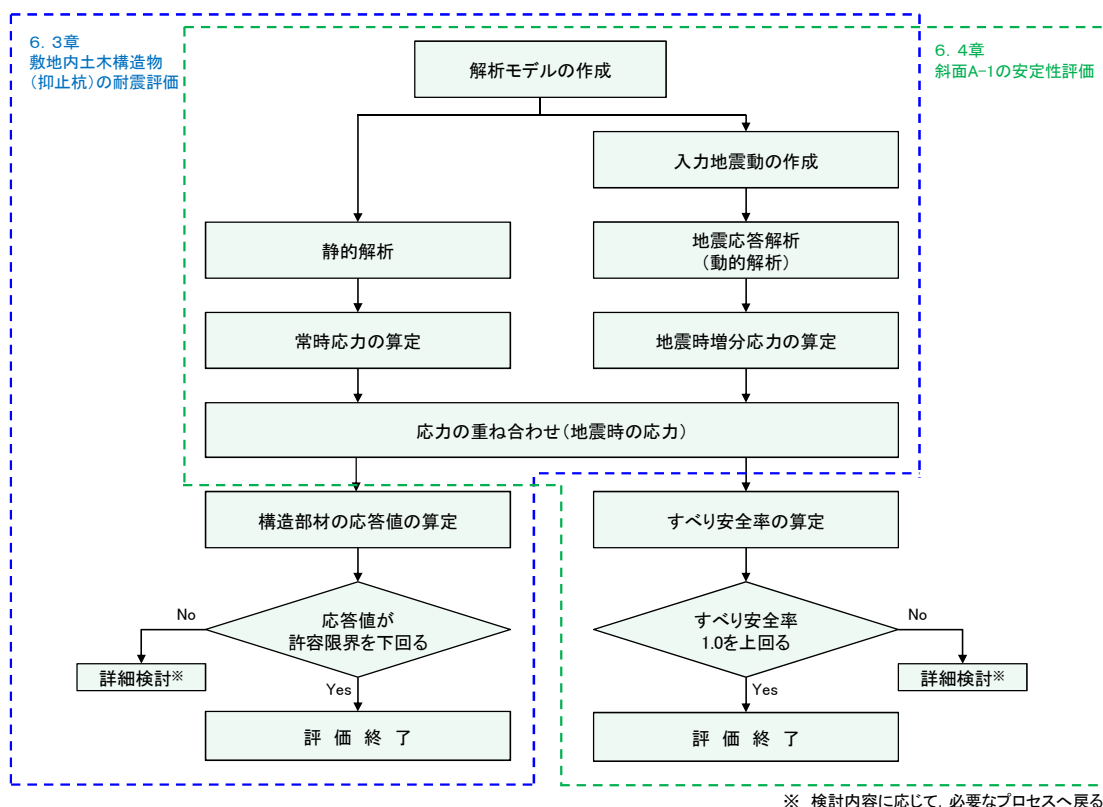 6．3章
敷地内土木構造物
（抑止杭）の耐震評価
6．4章
斜面A-1の安定性評価
解析モデルの作成
入力地震動の作成
静的解析
地震応答解析
（動的解析）
常時応力の算定
地震時増分応力の算定
応力の重ね合わせ（地震時の応力）
構造部材の応答値の算定
すべり安全率の算定
応答値が
許容限界を下回る
No
Yes
詳細検討※
評 価 終 了
すべり安全率
1.0を上回る
No
Yes
詳細検討※
評 価 終 了
※ 検討内容に応じて，必要なプロセスへ戻る